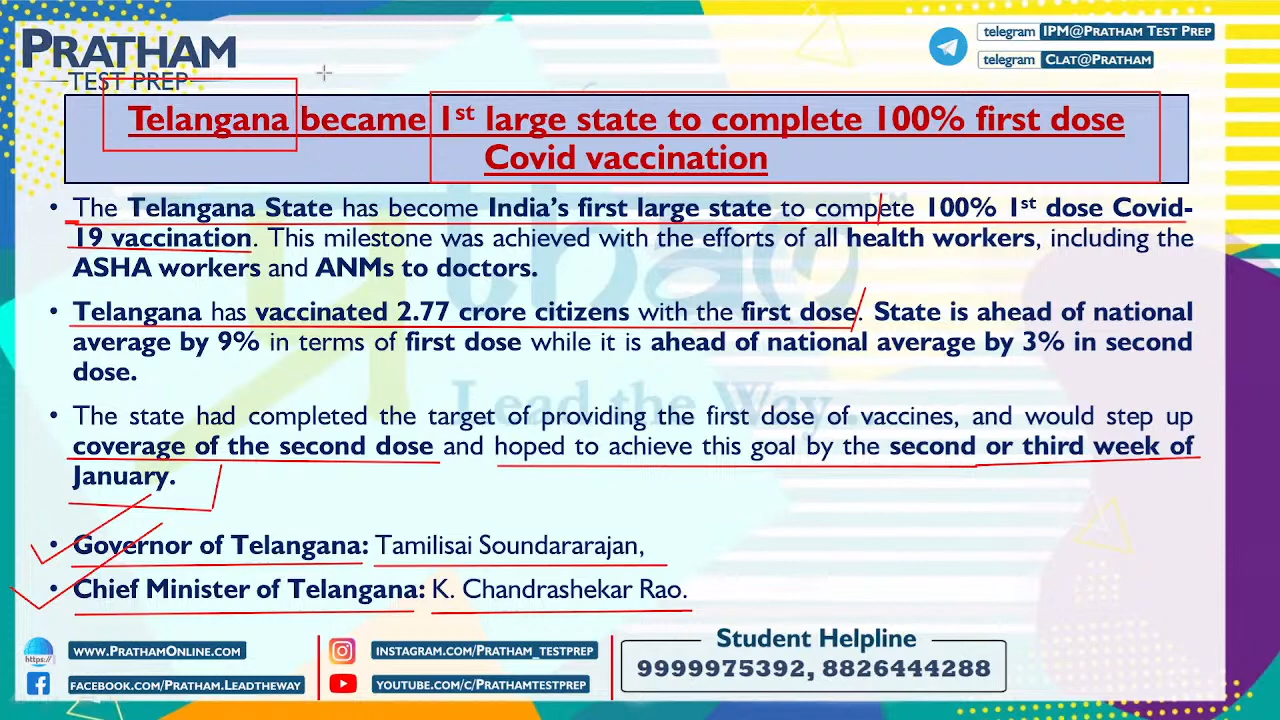 PRATHAM
TEST PREP
telegram IPM@PRATHAM TEST PREP
telegram CLAT@PRATHAM
Telangana became 1st large state to complete 100% first dose
Covid vaccination
• The Telangana State has become India's first large state to complete 100% 1st dose Covid-
19 vaccination. This milestone was achieved with the efforts of all health workers, including the
ASHA workers and ANMs to doctors.
• Telangana has vaccinated 2.77 crore citizens with the first dose. State is ahead of national
average by 9% in terms of first dose while it is ahead of national average by 3% in second
dose.
Lead the Way...
• The state had completed the target of providing the first dose of vaccines, and would step up
coverage of the second dose and hoped to achieve this goal by the second or third week of
January.
• Governor of Telangana: Tamilisai Soundararajan,
• Chief Minister of Telangana: K. Chandrashekar Rao.
https://
WWW.PRATHAMONLINE.COM
FACEBOOK.COM/PRATHAM.LEADTHEWAY
INSTAGRAM.COM/PRATHAM_TESTPREP
YOUTUBE.COM/C/PRATHAMTESTPREP
Student Helpline
9999975392, 8826444288